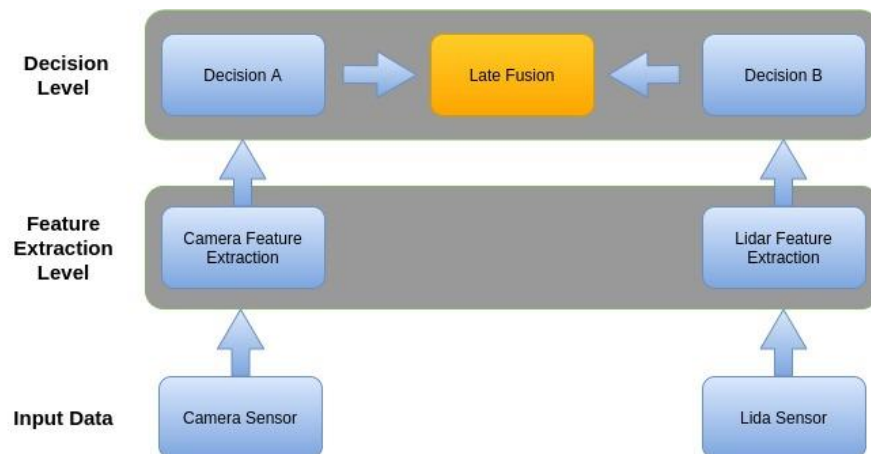 Decision
Level
Decision A
Late Fusion
Decision B
Feature
Extraction
Level
Camera Feature
Extraction
Lidar Feature
Extraction
Input Data
Camera Sensor
Lida Sensor